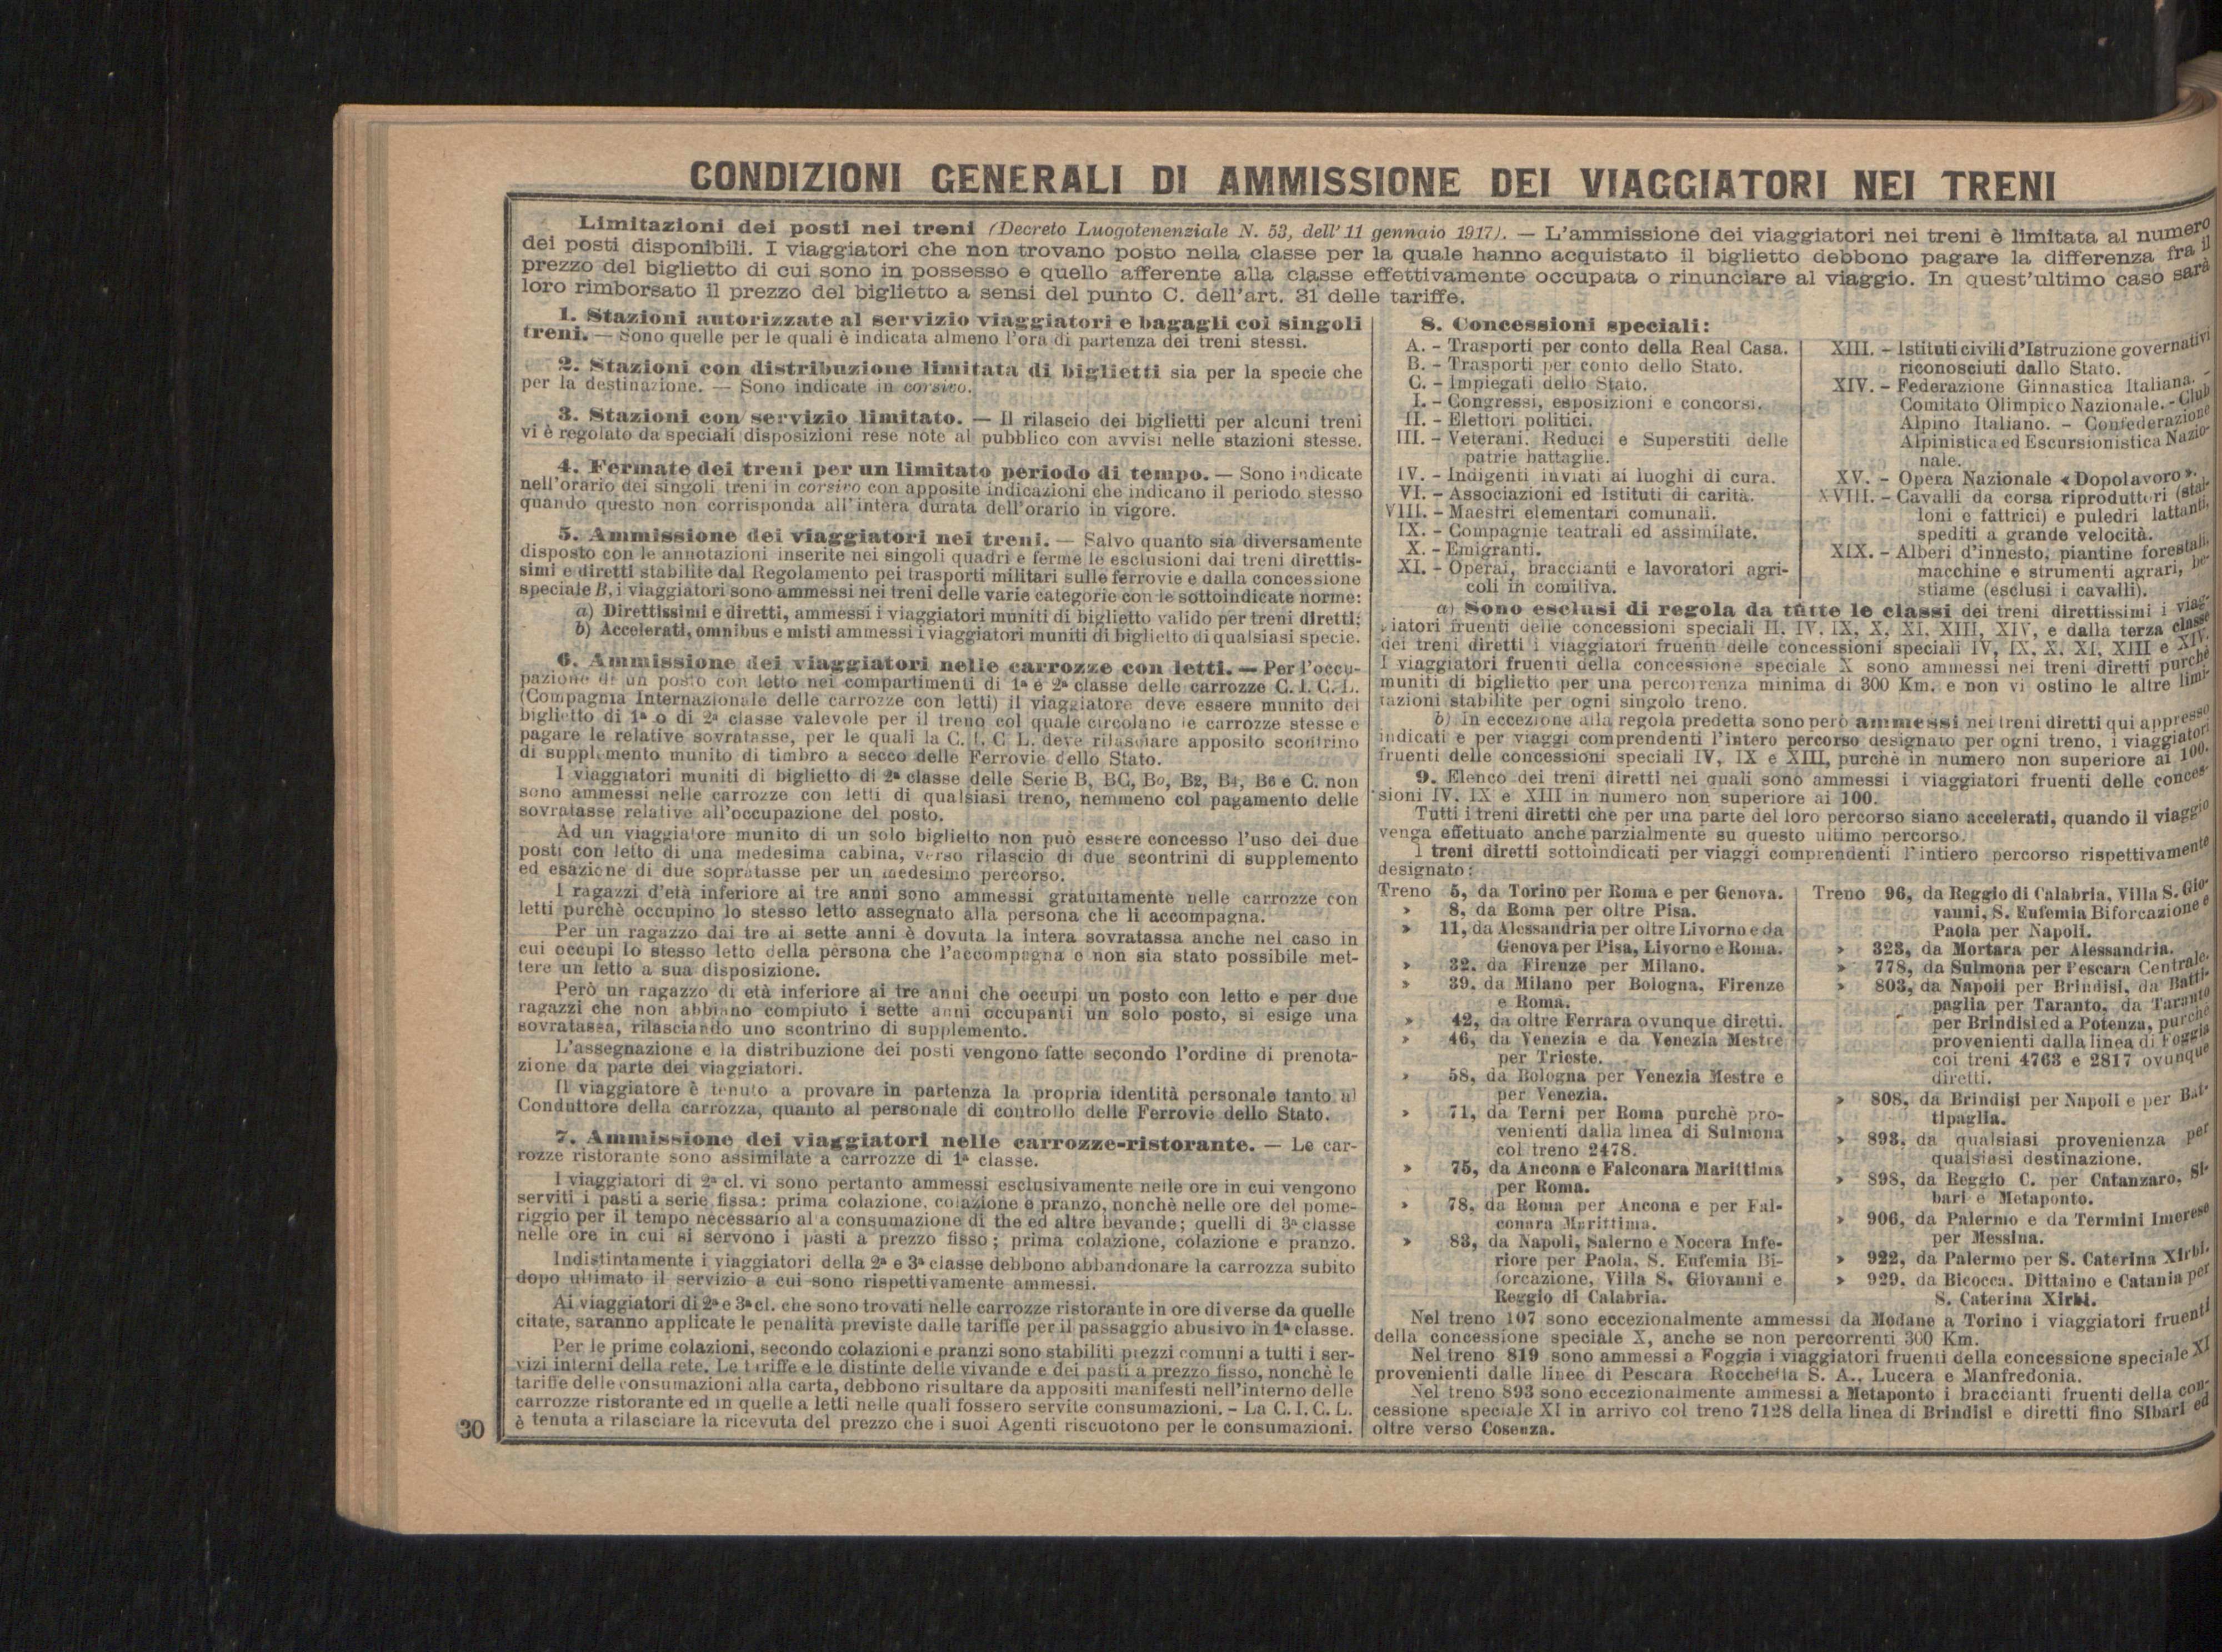 CONDIZIONI GENERALI DI AMMISSIONE DEI VIAGGIATORI NEI TRENI
Limitazioni dei posti nei treni (Decreto Luogotenenziale N. 53, dell'11 gennaio 1917). — L'ammissione dei viaggiatori nei treni è limitata al numero
dei posti disponibili. I viaggiatori che non trovano posto nella classe per la quale hanno acquistato il biglietto debbono pagare la differenza fra il
prezzo del biglietto di cui sono in possesso e quello afferente alla classe effettivamente occupata o rinunciare al viaggio. In quest'ultimo caso sarà
loro rimborsato il prezzo del biglietto a sensi del punto C. dell'art. 31 delle tariffe.
1. Stazioni autorizzate al servizio viaggiatori e bagagli coi singoli
treni. — Sono quelle per le quali è indicata almeno l'ora di partenza dei treni stessi.
2. Stazioni con distribuzione limitata di biglietti sia per la specie che
per la destinazione. — Sono indicate in corsivo.
3. Stazioni con servizio limitato. — Il rilascio dei biglietti per alcuni treni
vi è regolato da speciali disposizioni rese note al pubblico con avvisi nelle stazioni stesse.
4. Fermate dei treni per un limitato periodo di tempo. — Sono indicate
nell'orario dei singoli treni in corsivo con apposite indicazioni che indicano il periodo stesso
quando questo non corrisponda all'intera durata dell'orario in vigore.
5. Ammissione dei viaggiatori nei treni. — Salvo quanto sia diversamente
disposto con le annotazioni inserite nei singoli quadri e ferme le esclusioni dai treni direttis-
simi e diretti stabilite dal Regolamento pei trasporti militari sulle ferrovie e dalla concessione
speciale B, i viaggiatori sono ammessi nei treni delle varie categorie con le sottoindicate norme:
a) Direttissimi e diretti, ammessi i viaggiatori muniti di biglietto valido per treni diretti;
b) Accelerati, omnibus e misti ammessi i viaggiatori muniti di biglietto di qualsiasi specie.
6. Ammissione dei viaggiatori nelle carrozze con letti. — Per l'occu-
pazione di un posto con letto nei compartimenti di 1ª e 2ª classe delle carrozze C. I. C. L.
(Compagnia Internazionale delle carrozze con letti) il viaggiatore deve essere munito del
biglietto di 1ª o di 2ª classe valevole per il treno col quale circolano le carrozze stesse e
pagare le relative sovratasse, per le quali la C. I. C. L. deve rilasciare apposito scontrino
di supplemento munito di timbro a secco delle Ferrovie dello Stato.
I viaggiatori muniti di biglietto di 2ª classe delle Serie B, BC, Bo, B2, B4, B6 e C. non
sono ammessi nelle carrozze con letti di qualsiasi treno, nemmeno col pagamento delle
sovratasse relative all'occupazione del posto.
Ad un viaggiatore munito di un solo biglietto non può essere concesso l'uso dei due
posti con letto di una medesima cabina, verso rilascio di due scontrini di supplemento
ed esazione di due sopratasse per un medesimo percorso.
I ragazzi d'età inferiore ai tre anni sono ammessi gratuitamente nelle carrozze con
letti purchè occupino lo stesso letto assegnato alla persona che li accompagna.
Per un ragazzo dai tre ai sette anni è dovuta la intera sovratassa anche nel caso in
cui occupi lo stesso letto della persona che l'accompagna e non sia stato possibile met-
tere un letto a sua disposizione.
Però un ragazzo di età inferiore ai tre anni che occupi un posto con letto e per due
ragazzi che non abbiano compiuto i sette anni occupanti un solo posto, si esige una
sovratassa, rilasciando uno scontrino di supplemento.
L'assegnazione e la distribuzione dei posti vengono fatte secondo l'ordine di prenota-
zione da parte dei viaggiatori.
Il viaggiatore è tenuto a provare in partenza la propria identità personale tanto al
Conduttore della carrozza, quanto al personale di controllo delle Ferrovie dello Stato.
7. Ammissione dei viaggiatori nelle carrozze-ristorante. — Le car-
rozze ristorante sono assimilate a carrozze di 1ª classe.
I viaggiatori di 2ª cl. vi sono pertanto ammessi esclusivamente nelle ore in cui vengono
serviti i pasti a serie fissa: prima colazione, colazione e pranzo, nonchè nelle ore del pome-
riggio per il tempo necessario al a consumazione di the ed altre bevande; quelli di 3ª classe
nelle ore in cui si servono i pasti a prezzo fisso; prima colazione, colazione e pranzo.
Indistintamente i viaggiatori della 2ª e 3ª classe debbono abbandonare la carrozza subito
dopo ultimato il servizio a cui sono rispettivamente ammessi.
Ai viaggiatori di 2ª e 3ª cl. che sono trovati nelle carrozze ristorante in ore diverse da quelle
citate, saranno applicate le penalità previste dalle tariffe per il passaggio abusivo in 1ª classe.
Per le prime colazioni, secondo colazioni e pranzi sono stabiliti prezzi comuni a tutti i ser-
vizi interni della rete. Le tariffe e le distinte delle vivande e dei pasti a prezzo fisso, nonchè le
tariffe delle consumazioni alla carta, debbono risultare da appositi manifesti nell'interno delle
carrozze ristorante ed in quelle a letti nelle quali fossero servite consumazioni. - La C. I. C. L.
è tenuta a rilasciare la ricevuta del prezzo che i suoi Agenti riscuotono per le consumazioni.
8. Concessioni speciali:
A. - Trasporti per conto della Real Casa.
B. - Trasporti per conto dello Stato.
C. - Impiegati dello Stato.
I. - Congressi, esposizioni e concorsi.
II. - Elettori politici.
III. - Veterani, Reduci e Superstiti delle
patrie battaglie.
IV. - Indigenti inviati ai luoghi di cura.
VI. - Associazioni ed Istituti di carità.
VIII. - Maestri elementari comunali.
IX. - Compagnie teatrali ed assimilate.
X. - Emigranti.
XI. - Operai, braccianti e lavoratori agri-
coli in comitiva.
XIII. - Istituti civili d'Istruzione governativi
riconosciuti dallo Stato.
XIV. - Federazione Ginnastica Italiana. -
Comitato Olimpico Nazionale. - Club
Alpino Italiano. - Confederazione
Alpinistica ed Escursionistica Nazio-
nale.
XV. - Opera Nazionale « Dopolavoro ».
XVIII. - Cavalli da corsa riproduttori (stal-
loni e fattrici) e puledri lattanti,
spediti a grande velocità.
XIX. - Alberi d'innesto, piantine forestali,
macchine e strumenti agrari, be-
stiame (esclusi i cavalli).
a) Sono esclusi di regola da tutte le classi dei treni direttissimi i viag-
giatori fruenti delle concessioni speciali II. IV. IX, X, XI, XIII, XIV, e dalla terza classe
dei treni diretti i viaggiatori fruenti delle concessioni speciali IV, IX, X. XI, XIII e XIV.
I viaggiatori fruenti della concessione speciale X sono ammessi nei treni diretti purchè
muniti di biglietto per una percorrenza minima di 300 Km. e non vi ostino le altre limi-
tazioni stabilite per ogni singolo treno.
b) In eccezione alla regola predetta sono però ammessi nei treni diretti qui appresso
indicati e per viaggi comprendenti l'intero percorso designato per ogni treno, i viaggiatori
fruenti delle concessioni speciali IV, IX e XIII, purchè in numero non superiore ai 100.
9. Elenco dei treni diretti nei quali sono ammessi i viaggiatori fruenti delle conces-
sioni IV. IX e XIII in numero non superiore ai 100.
Tutti i treni diretti che per una parte del loro percorso siano accelerati, quando il viaggio
venga effettuato anche parzialmente su questo ultimo percorso.
I treni diretti sottoindicati per viaggi comprendenti l'intiero percorso rispettivamente
designato:
Treno 5, da Torino per Roma e per Genova.
» 8, da Roma per oltre Pisa.
» 11, da Alessandria per oltre Livorno e da
Genova per Pisa, Livorno e Roma.
» 32. da Firenze per Milano.
» 39. da Milano per Bologna, Firenze
e Roma.
» 42, da oltre Ferrara ovunque diretti.
» 46, da Venezia e da Venezia Mestre
per Trieste.
» 58, da Bologna per Venezia Mestre e
per Venezia.
» 71, da Terni per Roma purchè pro-
venienti dalla linea di Sulmona
col treno 2478.
» 75, da Ancona e Falconara Marittima
per Roma.
» 78, da Roma per Ancona e per Fal-
conara Marittima.
» 83, da Napoli, Salerno e Nocera Infe-
riore per Paola, S. Eufemia Bi-
forcazione, Villa S. Giovanni e
Reggio di Calabria.
Treno 96, da Reggio di Calabria, Villa S. Gio-
vanni, S. Eufemia Biforcazione e
Paola per Napoli.
» 323, da Mortara per Alessandria.
» 778, da Sulmona per Pescara Centrale.
» 803, da Napoli per Brindisi, da Batti-
paglia per Taranto, da Taranto
per Brindisi ed a Potenza, purchè
provenienti dalla linea di Foggia
coi treni 4763 e 2817 ovunque
diretti.
» 808, da Brindisi per Napoli e per Bat-
tipaglia.
» 893. da qualsiasi provenienza per
qualsiasi destinazione.
» 898, da Reggio C. per Catanzaro, Si-
bari e Metaponto.
» 906, da Palermo e da Termini Imerese
per Messina.
» 922, da Palermo per S. Caterina Xirbi.
» 929. da Bicocca. Dittaino e Catania per
S. Caterina Xirbi.
Nel treno 107 sono eccezionalmente ammessi da Modane a Torino i viaggiatori fruenti
della concessione speciale X, anche se non percorrenti 300 Km.
Nel treno 819 sono ammessi a Foggia i viaggiatori fruenti della concessione speciale XI
provenienti dalle linee di Pescara Rocchetta S. A., Lucera e Manfredonia.
Nel treno 893 sono eccezionalmente ammessi a Metaponto i braccianti fruenti della con-
cessione speciale XI in arrivo col treno 7128 della linea di Brindisi e diretti fino Sibari ed
oltre verso Cosenza.
30